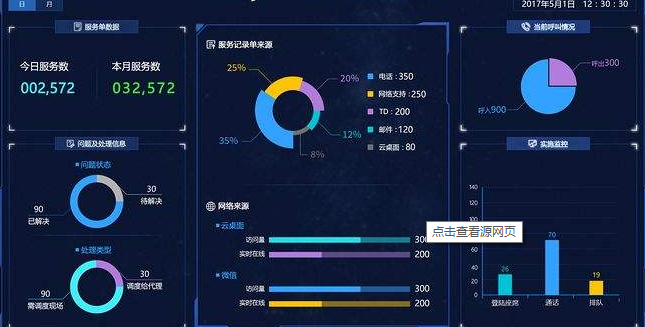 日 月
2017年5月1日 12：30：30
服务单数据
今日服务数 本月服务数
002,572 032,572
问题及处理信息
问题状态
30
待解决
90
已解决
处理类型
30
调度给代理
90
需调度现场
服务记录单来源
25%
20%
12%
8%
35%
电话：350
网络支持：250
TD：200
邮件：120
云桌面：80
网络来源
云桌面
访问量 300
实时在线 200
微信
访问量 300
实时在线 200
点击查看源网页
当前呼叫情况
呼出300
呼入900
实施监控
140
120
100
80
60
40
20
0
26
70
19
登陆座席 通话 排队